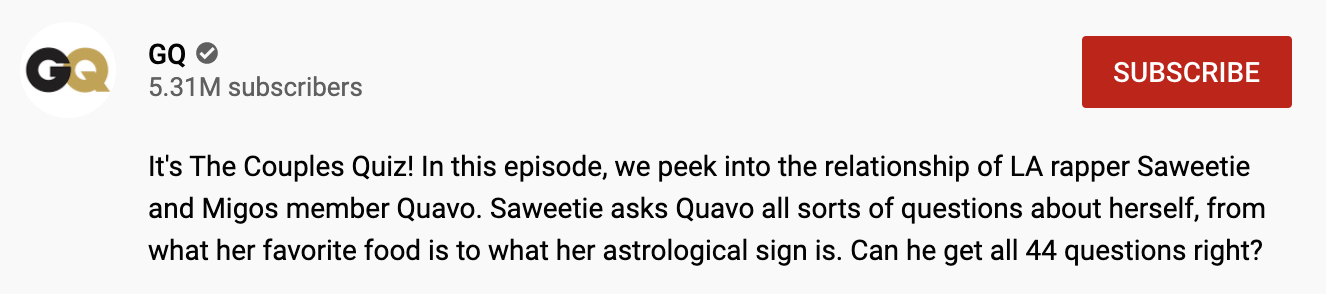 GQ
GQ
5.31M subscribers
SUBSCRIBE
It's The Couples Quiz! In this episode, we peek into the relationship of LA rapper Saweetie
and Migos member Quavo. Saweetie asks Quavo all sorts of questions about herself, from
what her favorite food is to what her astrological sign is. Can he get all 44 questions right?